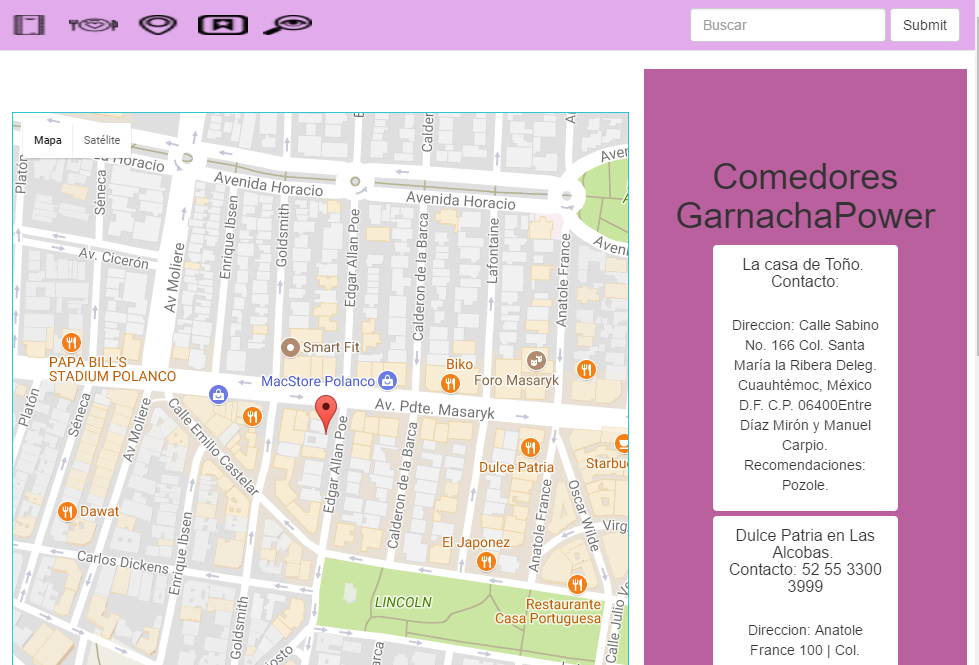 TOP
Buscar
Submit
Mapa
Satélite
Calder
Platón
Séneca
Horacio
Avenida Horacio
Avenida Horacio
Aven
Aveni
Av. Cicerón
Av Moliere
Enrique Ibsen
Goldsmith
Edgar Allan Poe
Calderon de la Barca
Lafontaine
Anatole France
Smart Fit
PAPA BILL'S
STADIUM POLANCO
MacStore Polanco
Biko
Foro Masaryk
Av. Pdte. Masaryk
Platón
Séneca
Av Moliere
Calle Emilio Castelar
Edgar Allan Poe
Calderon de la Barca
Dulce Patria
Starbu
Anatole France
Oscar Wilde
Virg
Dawat
Enrique Ibsen
El Japonez
Carlos Dickens
LINCOLN
Restaurante
Casa Portuguesa
Goldsmith
Calderón
Calle Julio Ve
Comedores
GarnachaPower
La casa de Toño.
Contacto:
Direccion: Calle Sabino
No. 166 Col. Santa
María la Ribera Deleg.
Cuauhtémoc, México
D.F. C.P. 06400Entre
Díaz Mirón y Manuel
Carpio.
Recomendaciones:
Pozole.
Dulce Patria en Las
Alcobas.
Contacto: 52 55 3300
3999
Direccion: Anatole
France 100 | Col.